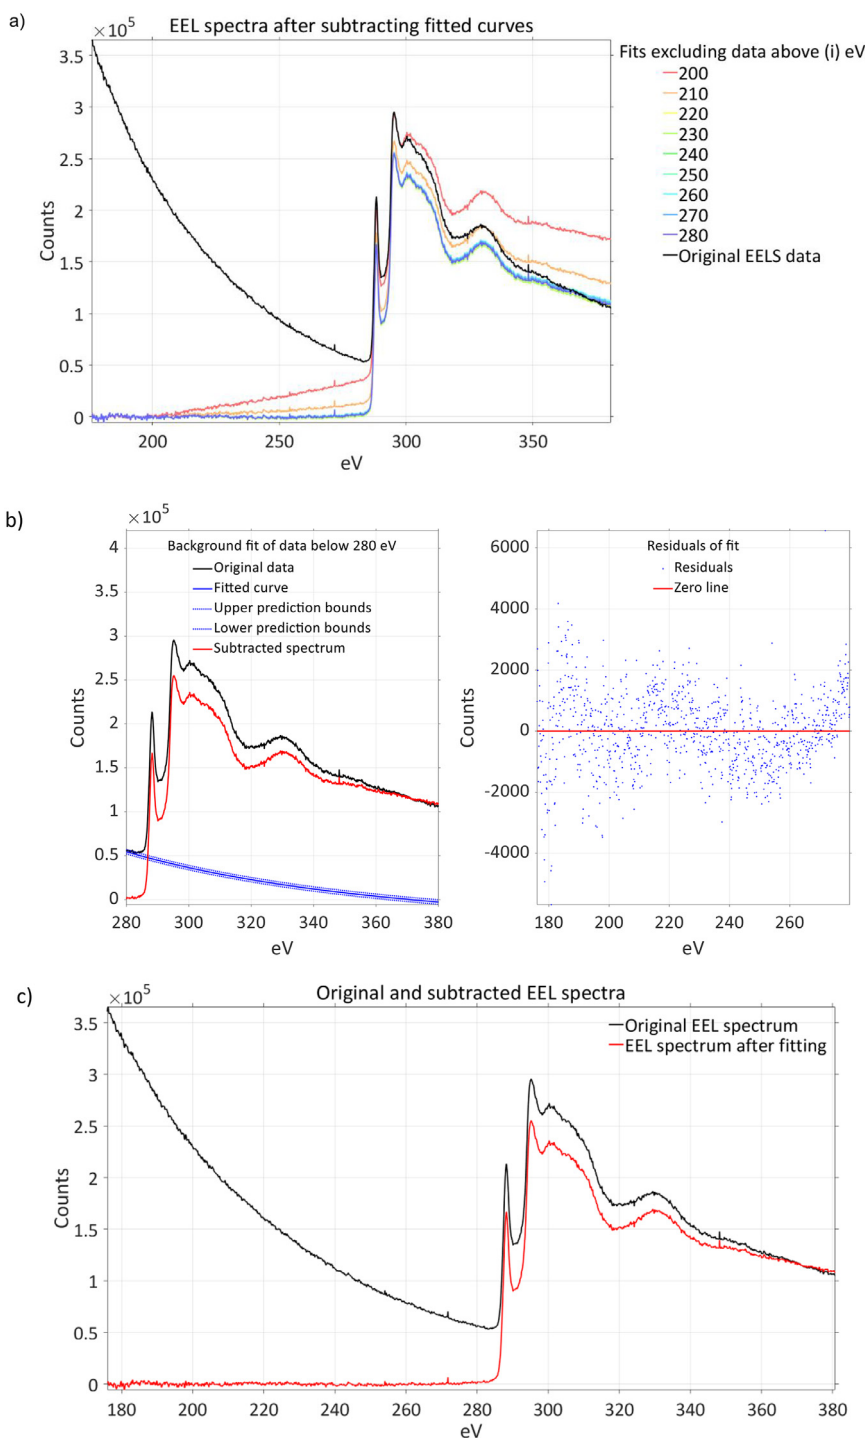 a)
×10⁵
EEL spectra after subtracting fitted curves
3.5
3
2.5
2
1.5
1
0.5
0
Counts
200
250
300
350
eV
Fits excluding data above (i) eV
200
210
220
230
240
250
260
270
280
Original EELS data
b)
×10⁵
4
3.5
3
2.5
2
1.5
1
0.5
0
Counts
Background fit of data below 280 eV
Original data
Fitted curve
Upper prediction bounds
Lower prediction bounds
Subtracted spectrum
280
300
320
340
360
380
eV
6000
4000
2000
0
-2000
-4000
Counts
Residuals of fit
Residuals
Zero line
180
200
220
240
260
eV
c)
×10⁵
Original and subtracted EEL spectra
3.5
3
2.5
2
1.5
1
0.5
0
Counts
Original EEL spectrum
EEL spectrum after fitting
180
200
220
240
260
280
300
320
340
360
380
eV